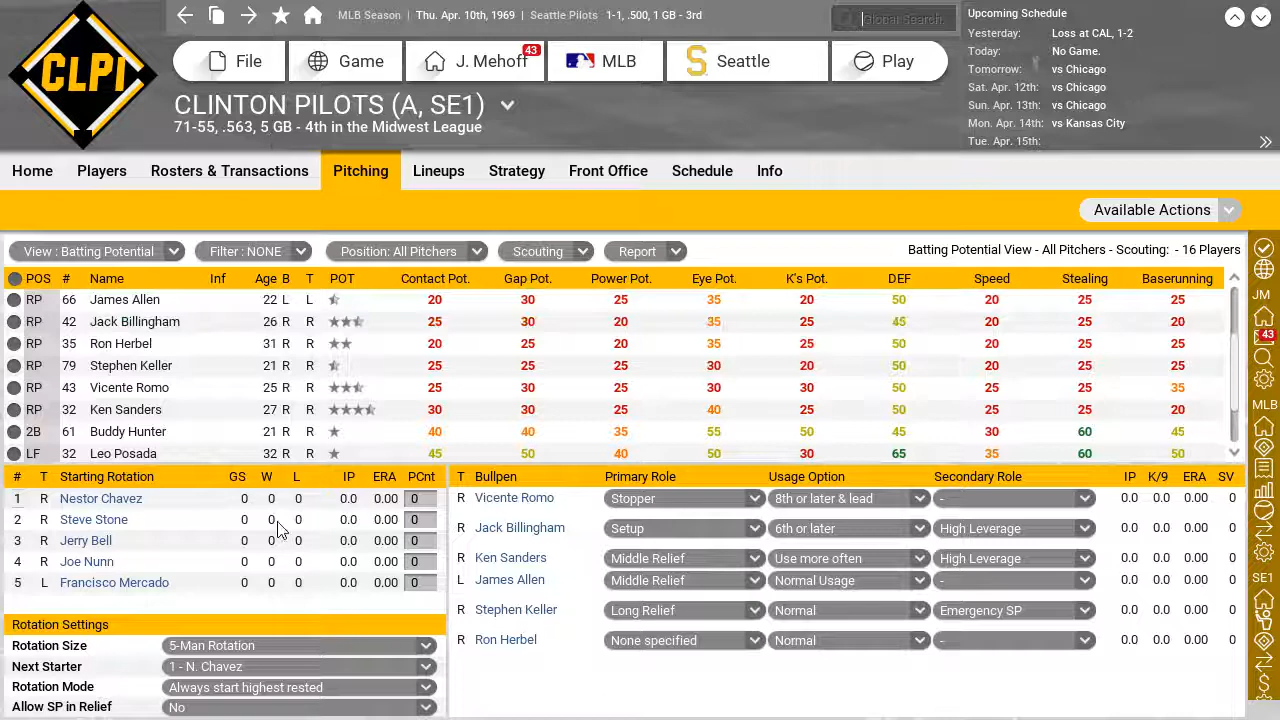 CLPI
MLB Season | Thu. Apr. 10th, 1969 | Seattle Pilots 1-1, .500, 1 GB - 3rd
Global Search.
File Game J. Mehoff 43 MLB Seattle Play
CLINTON PILOTS (A, SE1)
71-55, .563, 5 GB - 4th in the Midwest League
Upcoming Schedule
Yesterday: Loss at CAL, 1-2
Today: No Game.
Tomorrow: vs Chicago
Sat. Apr. 12th: vs Chicago
Sun. Apr. 13th: vs Chicago
Mon. Apr. 14th: vs Kansas City
Tue. Apr. 15th:
Home Players Rosters & Transactions Pitching Lineups Strategy Front Office Schedule Info
Available Actions
View : Batting Potential Filter : NONE Position: All Pitchers Scouting Report Batting Potential View - All Pitchers - Scouting: - 16 Players
POS # Name Inf Age B T POT Contact Pot. Gap Pot. Power Pot. Eye Pot. K's Pot. DEF Speed Stealing Baserunning
RP 66 James Allen 22 L L 20 30 25 35 20 50 20 25 25
RP 42 Jack Billingham 26 R R 25 30 20 35 25 45 20 25 20
RP 35 Ron Herbel 31 R R 20 25 25 35 20 50 20 25 20
RP 79 Stephen Keller 21 R R 25 30 25 30 20 50 20 25 25
RP 43 Vicente Romo 25 R R 25 30 25 30 30 50 25 25 35
RP 32 Ken Sanders 27 R R 30 30 25 40 25 50 25 25 20
2B 61 Buddy Hunter 21 R R 40 40 35 55 50 45 30 60 45
LF 32 Leo Posada 32 R R 45 50 40 50 30 65 35 60 50
# T Starting Rotation GS W L IP ERA PCnt
1 R Nestor Chavez 0 0 0 0.0 0.00 0
2 R Steve Stone 0 0 0 0.0 0.00 0
3 R Jerry Bell 0 0 0 0.0 0.00 0
4 R Joe Nunn 0 0 0 0.0 0.00 0
5 L Francisco Mercado 0 0 0 0.0 0.00 0
Rotation Settings
Rotation Size 5-Man Rotation
Next Starter 1 - N. Chavez
Rotation Mode Always start highest rested
Allow SP in Relief No
T Bullpen Primary Role Usage Option Secondary Role IP K/9 ERA SV
R Vicente Romo Stopper 8th or later & lead - 0.0 0.0 0.00 0
R Jack Billingham Setup 6th or later High Leverage 0.0 0.0 0.00 0
R Ken Sanders Middle Relief Use more often High Leverage 0.0 0.0 0.00 0
L James Allen Middle Relief Normal Usage - 0.0 0.0 0.00 0
R Stephen Keller Long Relief Normal Emergency SP 0.0 0.0 0.00 0
R Ron Herbel None specified Normal - 0.0 0.0 0.00 0
JM
43
MLB
SE1